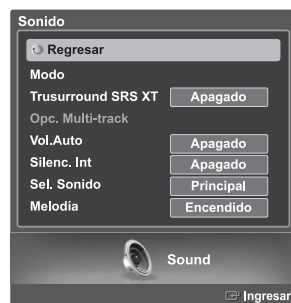 Sonido
Regresar
Modo
Trusurround SRS XT Apagado
Opc. Multi-track
Vol.Auto Apagado
Silenc. Int Apagado
Sel. Sonido Principal
Melodía Encendido
Sound
Ingresar